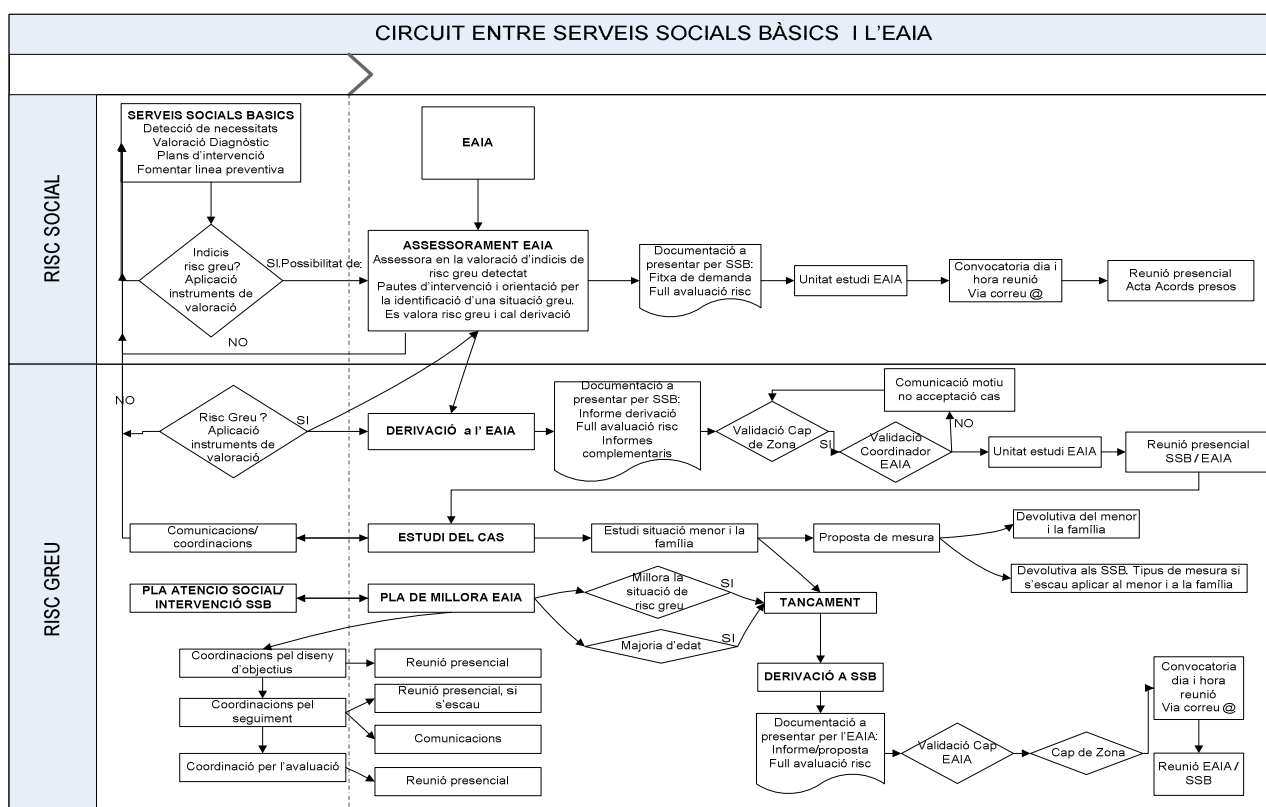 CIRCUIT ENTRE SERVEIS SOCIALS BÀSICS I L'EAIA
RISC SOCIAL
SERVEIS SOCIALS BASICS
Detecció de necessitats
Valoració Diagnòstic
Plans d'intervenció
Fomentar linea preventiva
EAIA
Indicis
risc greu?
Aplicació
instruments de
valoració
SI.Possibilitat de:
ASSESSORAMENT EAIA
Assessora en la valoració d'indicis de
risc greu detectat
Pautes d'intervenció i orientació per
la identificació d'una situació greu.
Es valora risc greu i cal derivació
Documentació a
presentar per SSB:
Fitxa de demanda
Full avaluació risc
Unitat estudi EAIA
Convocatoria dia i
hora reunió
Via correu @
Reunió presencial
Acta Acords presos
NO
RISC GREU
NO
Risc Greu ?
Aplicació
instruments de
valoració
SI
DERIVACIÓ a l' EAIA
Documentació a
presentar per SSB:
Informe derivació
Full avaluació risc
Informes
complementaris
Validació Cap
de Zona
SI
Comunicació motiu
no acceptació cas
NO
Validació
Coordinador
EAIA
Unitat estudi EAIA
Reunió presencial
SSB / EAIA
Comunicacions/
coordinacions
ESTUDI DEL CAS
Estudi situació menor i la
família
Proposta de mesura
Devolutiva del menor
i la família
Devolutiva als SSB. Tipus de mesura si
s'escau aplicar al menor i a la família
PLA ATENCIO SOCIAL/
INTERVENCIÓ SSB
PLA DE MILLORA EAIA
Millora la
situació de
risc greu
SI
Majoria d'edat
SI
TANCAMENT
Coordinacions pel diseny
d'objectius
Reunió presencial
Coordinacions pel
seguiment
Reunió presencial, si
s'escau
Comunicacions
Coordinació per l'avaluació
Reunió presencial
DERIVACIÓ A SSB
Documentació a
presentar per l'EAIA:
Informe/proposta
Full avaluació risc
Validació Cap
EAIA
Cap de Zona
Convocatoria
dia i hora
reunió
Via correu @
Reunió EAIA /
SSB